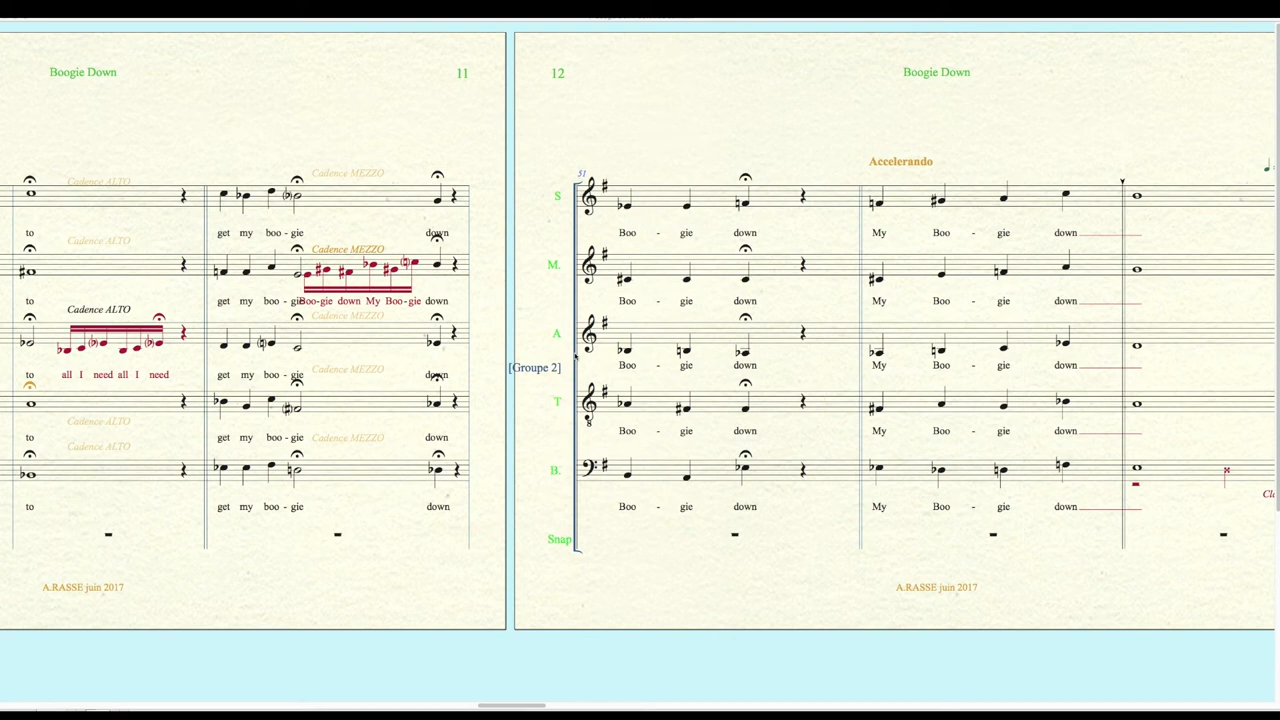 Boogie Down
11
Cadence MEZZO
Cadence ALTO
to get my boo - gie down
Cadence ALTO
Cadence MEZZO
to get my boo - gie Boo-gie down My Boo-gie down
Cadence ALTO
Cadence MEZZO
to all I need all I need get my boo - gie down
Cadence MEZZO
Cadence ALTO
to get my boo - gie down
Cadence MEZZO
Cadence ALTO
to get my boo - gie down
A.RASSE juin 2017
12
Boogie Down
Accelerando
51
S
Boo - gie down My Boo - gie down
M.
Boo - gie down My Boo - gie down
A
Boo - gie down My Boo - gie down
[Groupe 2]
T
8
Boo - gie down My Boo - gie down
B.
Boo - gie down My Boo - gie down
Snap
A.RASSE juin 2017